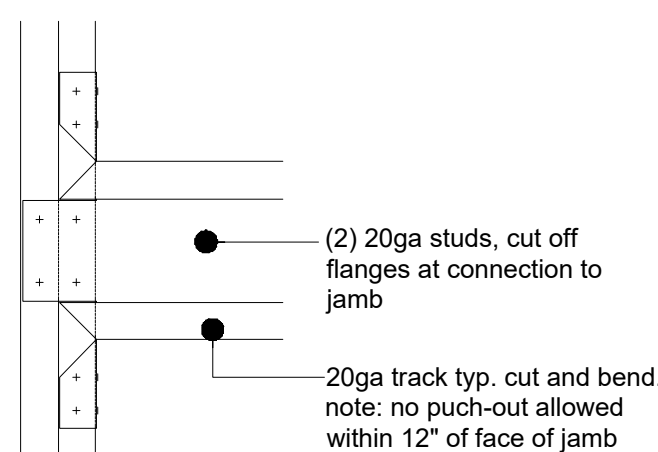 (2) 20ga studs, cut off
flanges at connection to
jamb
20ga track typ. cut and bend.
note: no puch-out allowed
within 12" of face of jamb